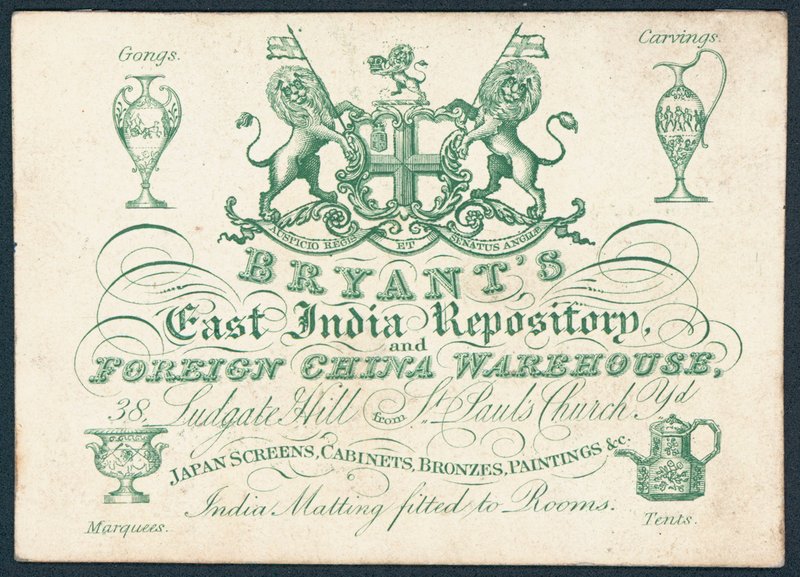 Gongs.
Carvings.
AUSPICIO REGIS ET SENATUS ANGLIÆ
BRYANT'S
East India Repository,
and
FOREIGN CHINA WAREHOUSE,
38, Ludgate Hill from St. Pauls Church Yd
JAPAN SCREENS, CABINETS, BRONZES, PAINTINGS &c.
India Matting fitted to Rooms.
Marquees.
Tents.